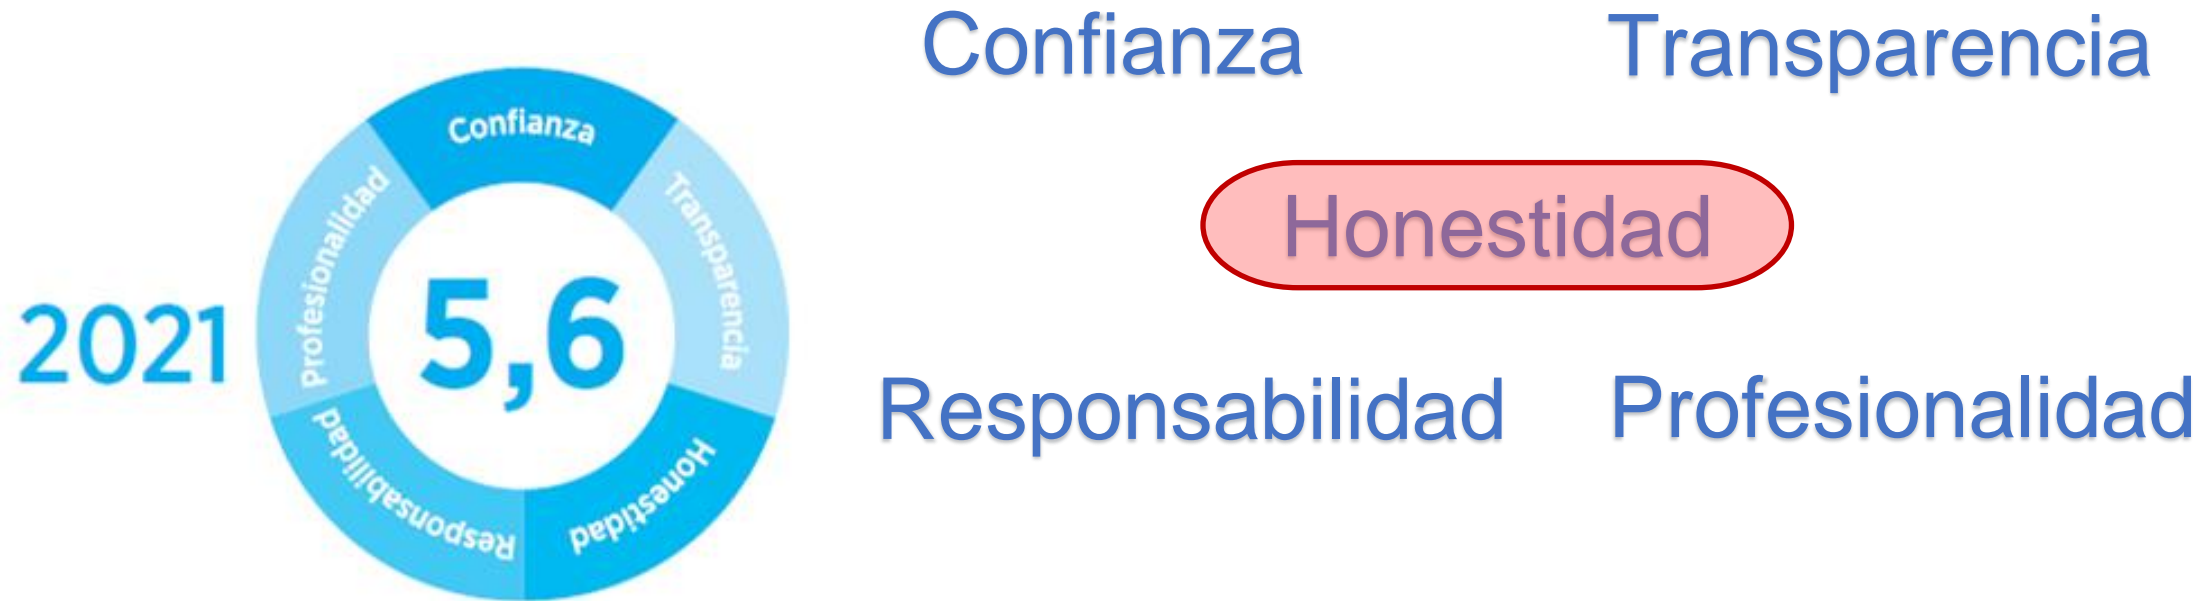 2021
Confianza
Transparencia
Honestidad
Responsabilidad
Profesionalidad
5,6
Confianza
Transparencia
Honestidad
Responsabilidad
Profesionalidad